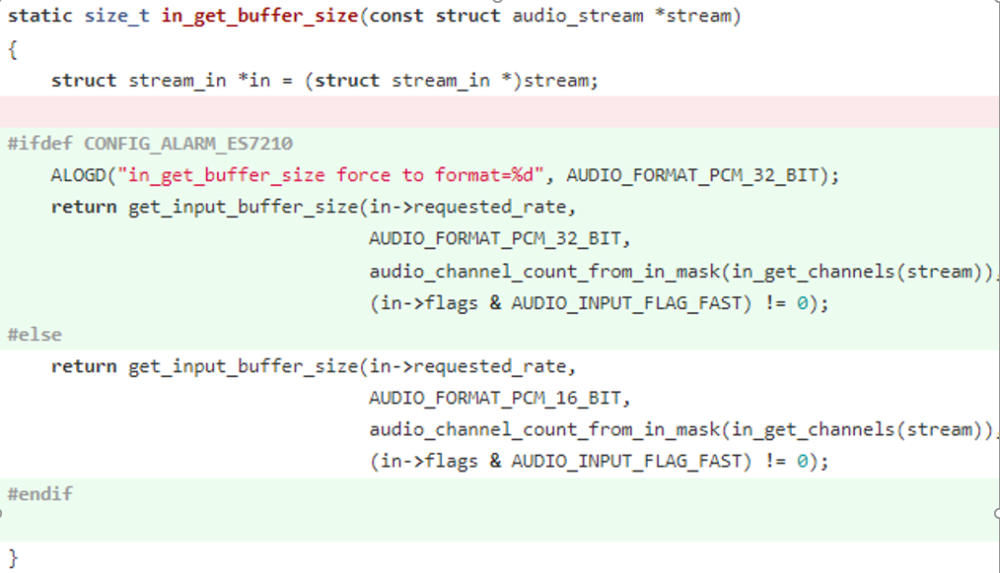 static size_t in_get_buffer_size(const struct audio_stream *stream)
{
    struct stream_in *in = (struct stream_in *)stream;
#ifdef CONFIG_ALARM_ES7210
    ALOGD("in_get_buffer_size force to format=%d", AUDIO_FORMAT_PCM_32_BIT);
    return get_input_buffer_size(in->requested_rate,
                                 AUDIO_FORMAT_PCM_32_BIT,
                                 audio_channel_count_from_in_mask(in_get_channels(stream)),
                                 (in->flags & AUDIO_INPUT_FLAG_FAST) != 0);
#else
    return get_input_buffer_size(in->requested_rate,
                                 AUDIO_FORMAT_PCM_16_BIT,
                                 audio_channel_count_from_in_mask(in_get_channels(stream)),
                                 (in->flags & AUDIO_INPUT_FLAG_FAST) != 0);
#endif
}